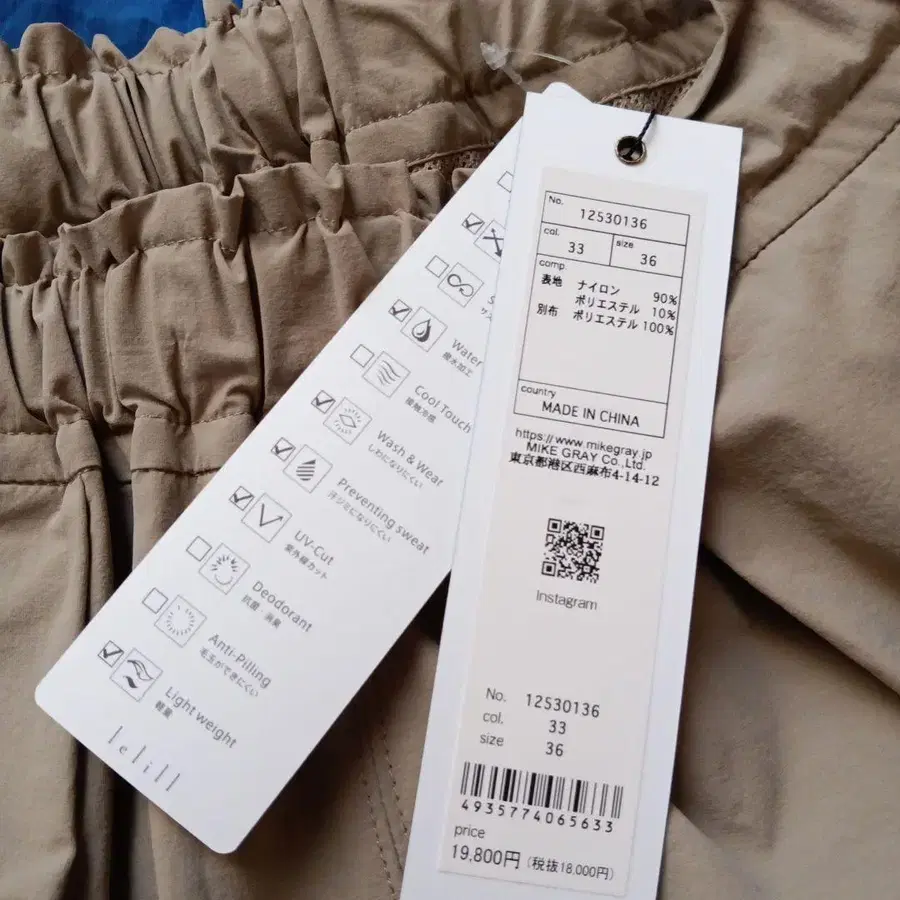 No. 12530136
col. 33 size 36
comp.
表地 ナイロン 90%
ポリエステル 10%
別布 ポリエステル 100%
country
MADE IN CHINA
https://www.mikegray.jp
MIKE GRAY Co.,Ltd.
東京都港区西麻布4-14-12
Instagram
No. 12530136
col. 33
size 36
4935774065633
price
19,800円 (税抜18,000円)
Water
撥水加工
Cool Touch
接触冷感
Wash & Wear
しわになりにくい
Preventing sweat
汗ジミになりにくい
UV-Cut
紫外線カット
Deodorant
抗菌・消臭
Anti-Pilling
毛玉ができにくい
Light weight
軽量
lelill